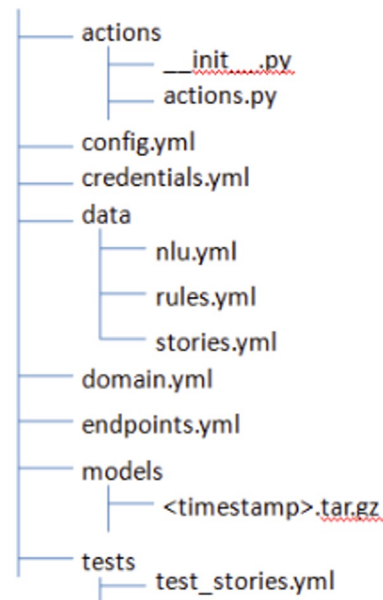 actions
__init__.py
actions.py
config.yml
credentials.yml
data
nlu.yml
rules.yml
stories.yml
domain.yml
endpoints.yml
models
<timestamp>.tar.gz
tests
test_stories.yml